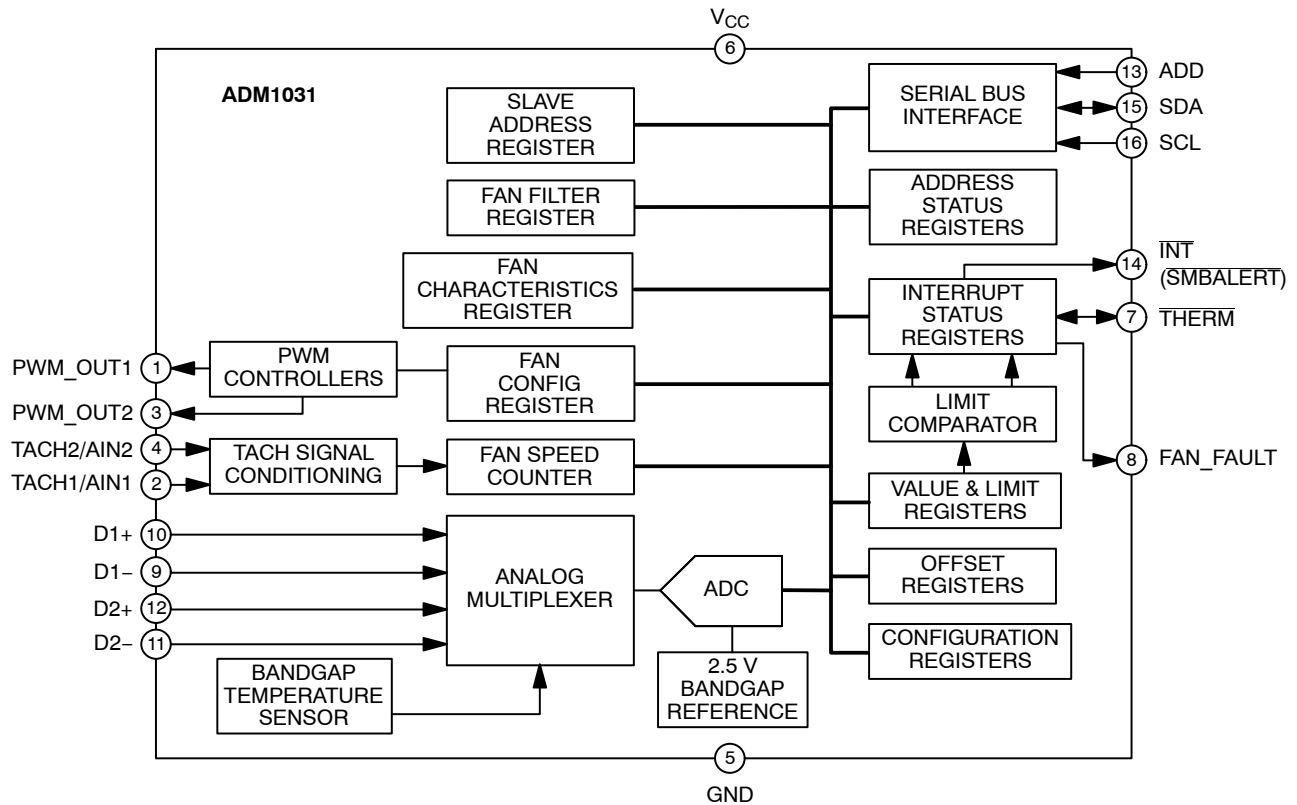 VCC
6
ADM1031
SLAVE
ADDRESS
REGISTER
FAN FILTER
REGISTER
FAN
CHARACTERISTICS
REGISTER
PWM_OUT1
1
PWM
CONTROLLERS
FAN
CONFIG
REGISTER
PWM_OUT2
3
TACH2/AIN2
4
TACH SIGNAL
CONDITIONING
FAN SPEED
COUNTER
TACH1/AIN1
2
D1+
10
D1−
9
D2+
12
D2−
11
ANALOG
MULTIPLEXER
ADC
BANDGAP
TEMPERATURE
SENSOR
2.5 V
BANDGAP
REFERENCE
SERIAL BUS
INTERFACE
13
ADD
15
SDA
16
SCL
ADDRESS
STATUS
REGISTERS
INTERRUPT
STATUS
REGISTERS
14
INT
(SMBALERT)
7
THERM
LIMIT
COMPARATOR
8
FAN_FAULT
VALUE & LIMIT
REGISTERS
OFFSET
REGISTERS
CONFIGURATION
REGISTERS
5
GND